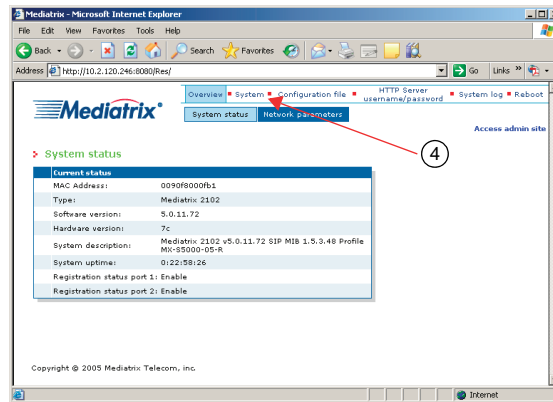 Mediatrix - Microsoft Internet Explorer
File Edit View Favorites Tools Help
Back Search Favorites
Address http://10.2.120.246:8080/Res/ Go Links »
Mediatrix®
Overview System Configuration file HTTP Server username/password System log Reboot
System status Network parameters
Access admin site
4
System status
Current status
MAC Address: 0090f8000fb1
Type: Mediatrix 2102
Software version: 5.0.11.72
Hardware version: 7c
System description: Mediatrix 2102 v5.0.11.72 SIP MIB 1.5.3.48 Profile
MX-S5000-05-R
System uptime: 0:22:58:26
Registration status port 1: Enable
Registration status port 2: Enable
Copyright © 2005 Mediatrix Telecom, inc.
Internet